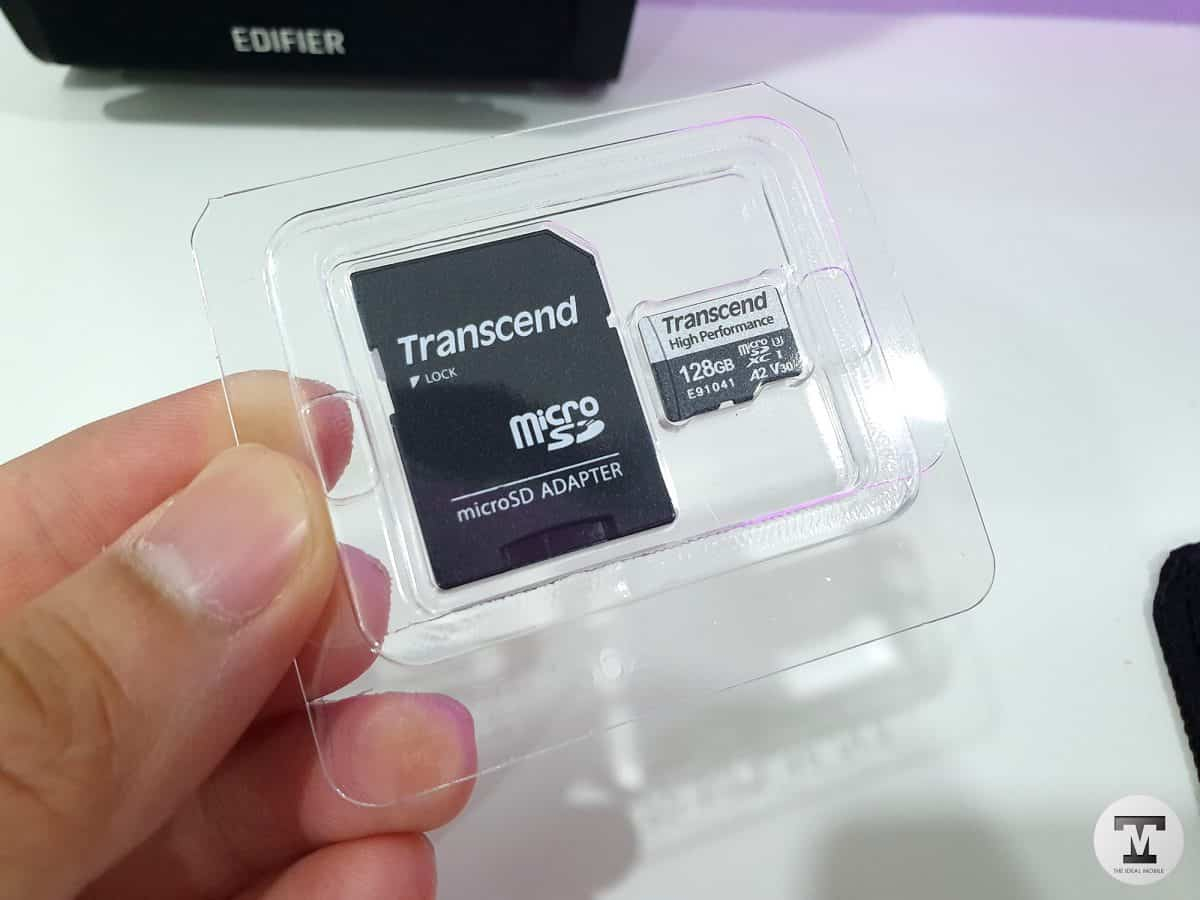 EDIFIER
Transcend
LOCK
micro
SD
microSD ADAPTER
Transcend
High Performance
128GB
micro
SD
XC I
U3
E91041
A2 V30
THE IDEAL MOBILE